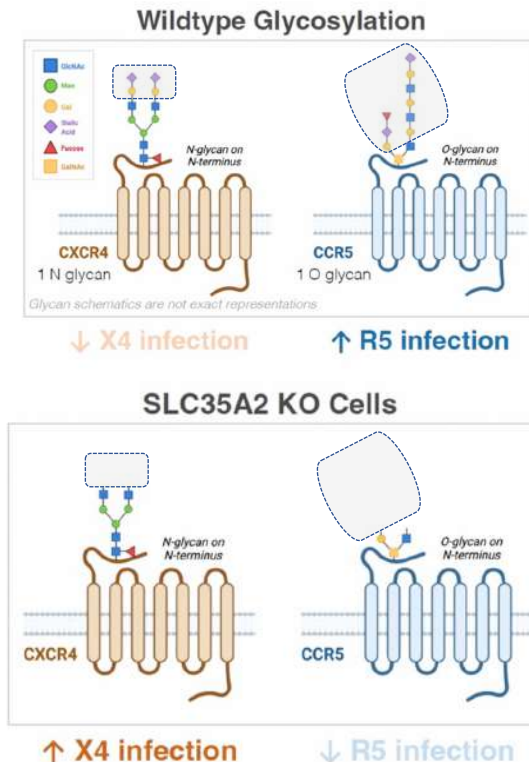 Wildtype Glycosylation
GlcNAc
Man
Gal
Sialic
Acid
Fucose
GalNAc
N-glycan on
N-terminus
O-glycan on
N-terminus
CXCR4
1 N glycan
CCR5
1 O glycan
Glycan schematics are not exact representations
↓ X4 infection
↑ R5 infection
SLC35A2 KO Cells
N-glycan on
N-terminus
O-glycan on
N-terminus
CXCR4
CCR5
↑ X4 infection
↓ R5 infection